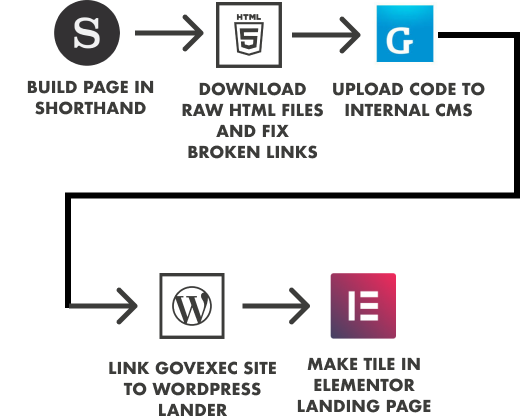 S
HTML
5
G
BUILD PAGE IN
SHORTHAND
DOWNLOAD
RAW HTML FILES
AND FIX
BROKEN LINKS
UPLOAD CODE TO
INTERNAL CMS
W
LINK GOVEXEC SITE
TO WORDPRESS
LANDER
MAKE TILE IN
ELEMENTOR
LANDING PAGE